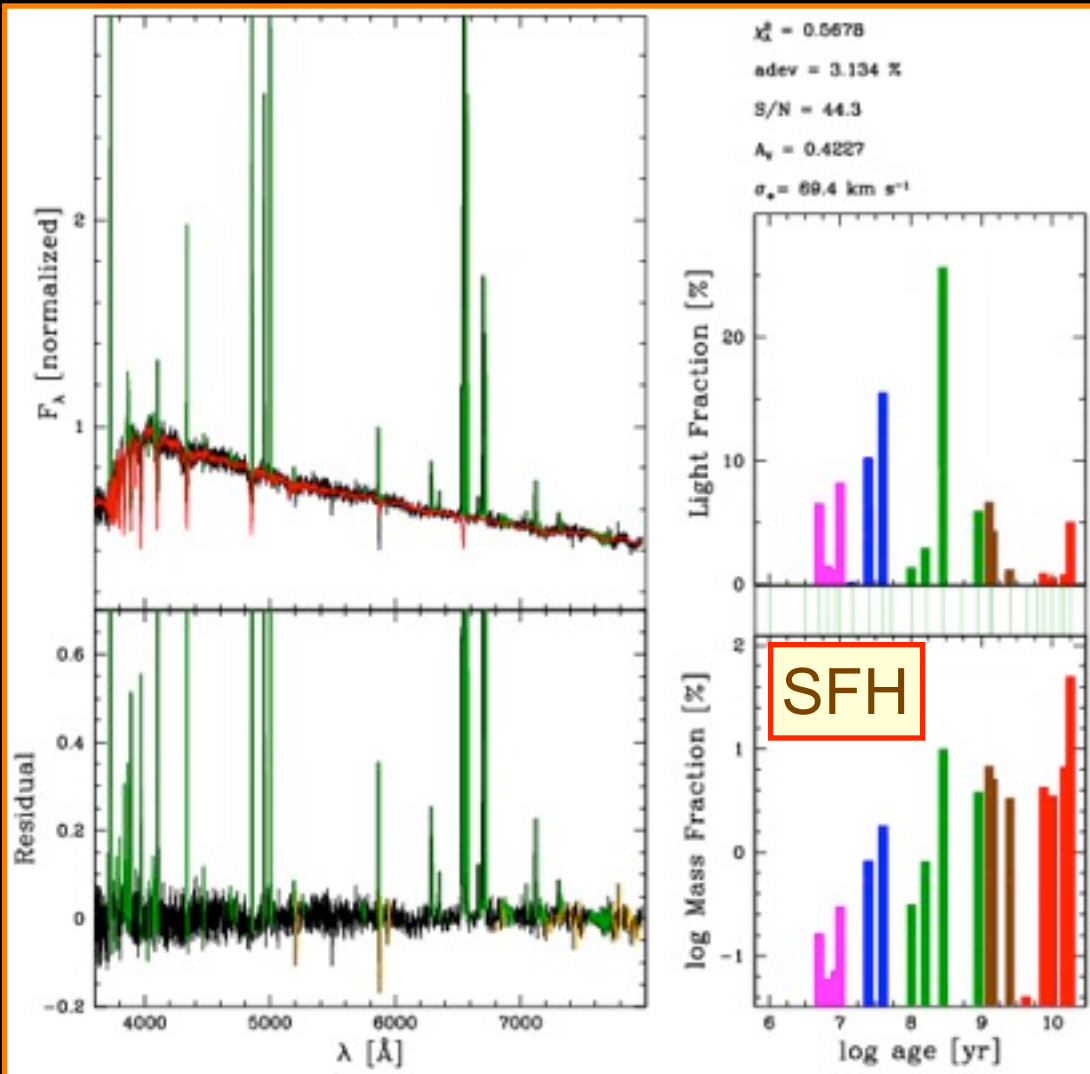 χ²λ = 0.5678
adev = 3.134 %
S/N = 44.3
Aᵥ = 0.4227
σ⋆= 69.4 km s⁻¹
Fλ [normalized]
2
1
Residual
0.6
0.4
0.2
0
-0.2
4000 5000 6000 7000
λ [Å]
Light Fraction [%]
20
10
0
log Mass Fraction [%]
2
1
0
-1
SFH
6 7 8 9 10
log age [yr]